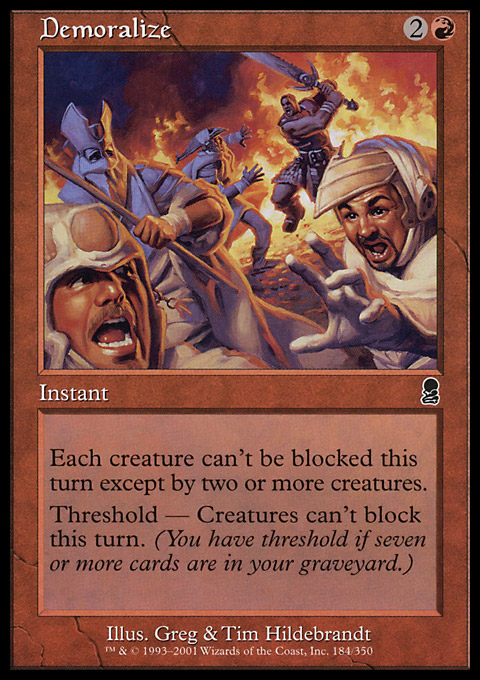 Demoralize 2
Instant
Each creature can't be blocked this
turn except by two or more creatures.
Threshold — Creatures can't block
this turn. (You have threshold if seven
or more cards are in your graveyard.)
Illus. Greg & Tim Hildebrandt
™ & © 1993–2001 Wizards of the Coast, Inc. 184/350